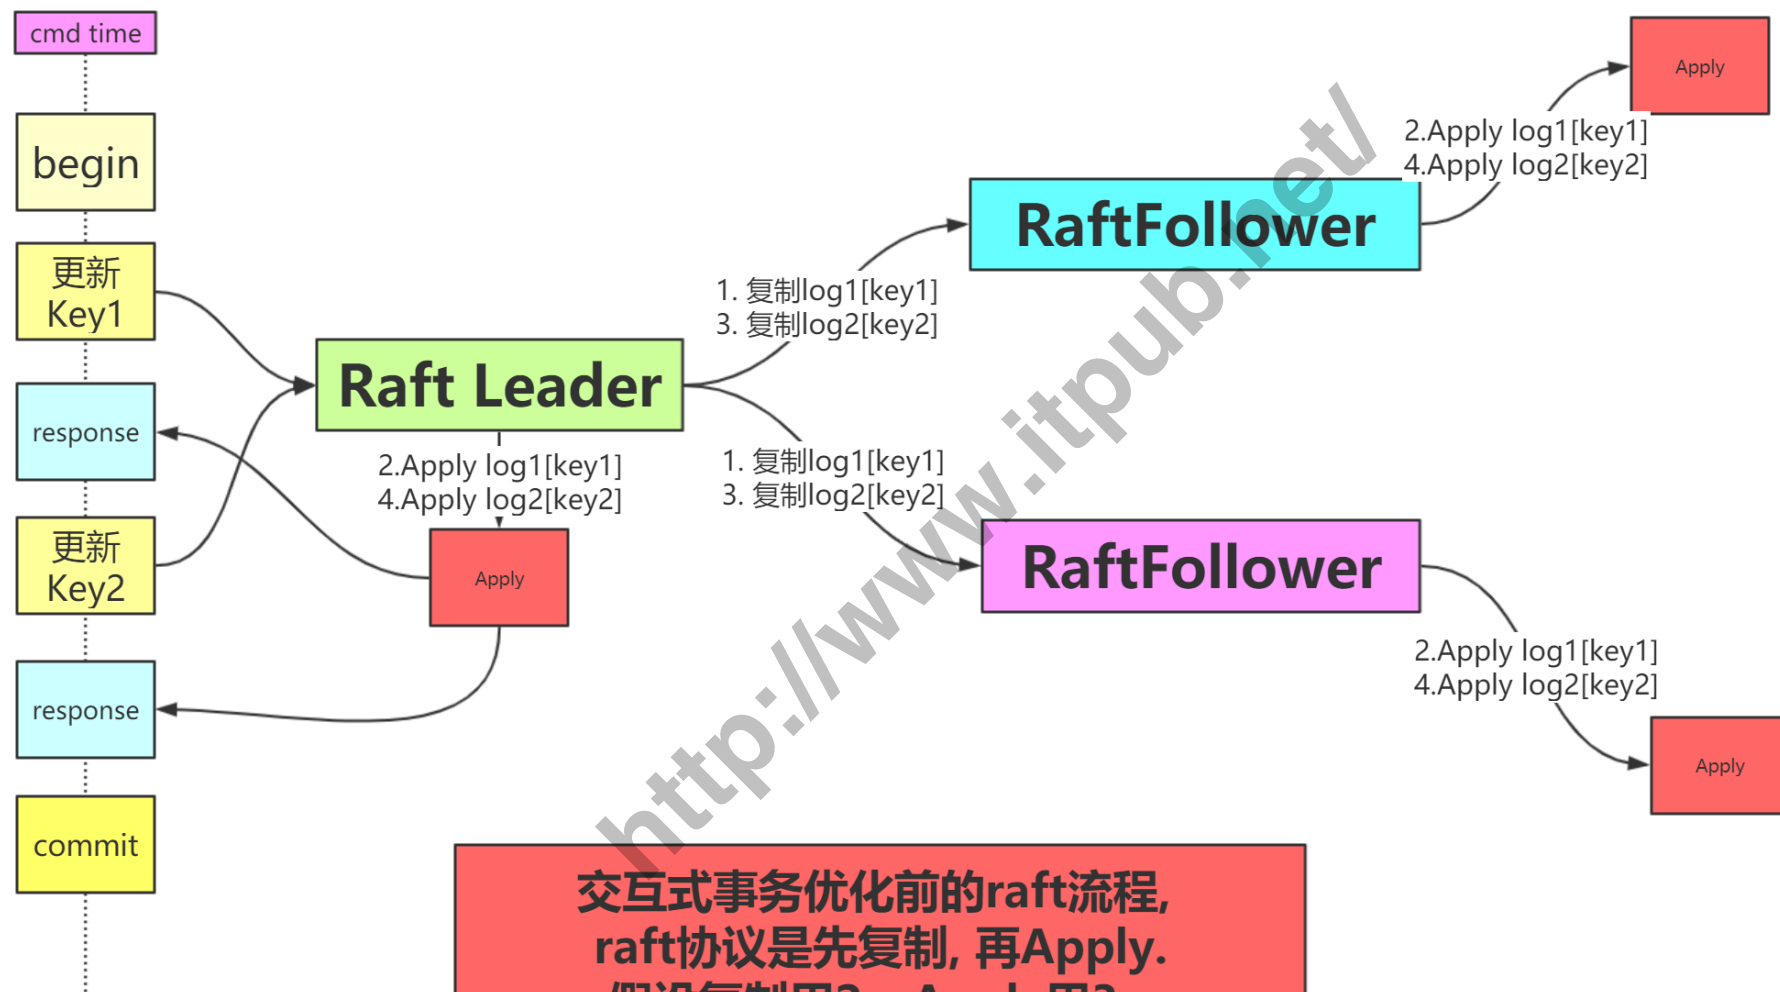 cmd time
begin
更新
Key1
response
更新
Key2
response
commit
Raft Leader
2.Apply log1[key1]
4.Apply log2[key2]
Apply
1. 复制log1[key1]
3. 复制log2[key2]
1. 复制log1[key1]
3. 复制log2[key2]
RaftFollower
2.Apply log1[key1]
4.Apply log2[key2]
Apply
RaftFollower
2.Apply log1[key1]
4.Apply log2[key2]
Apply
http://www.itpub.net/
交互式事务优化前的raft流程,
raft协议是先复制, 再Apply.